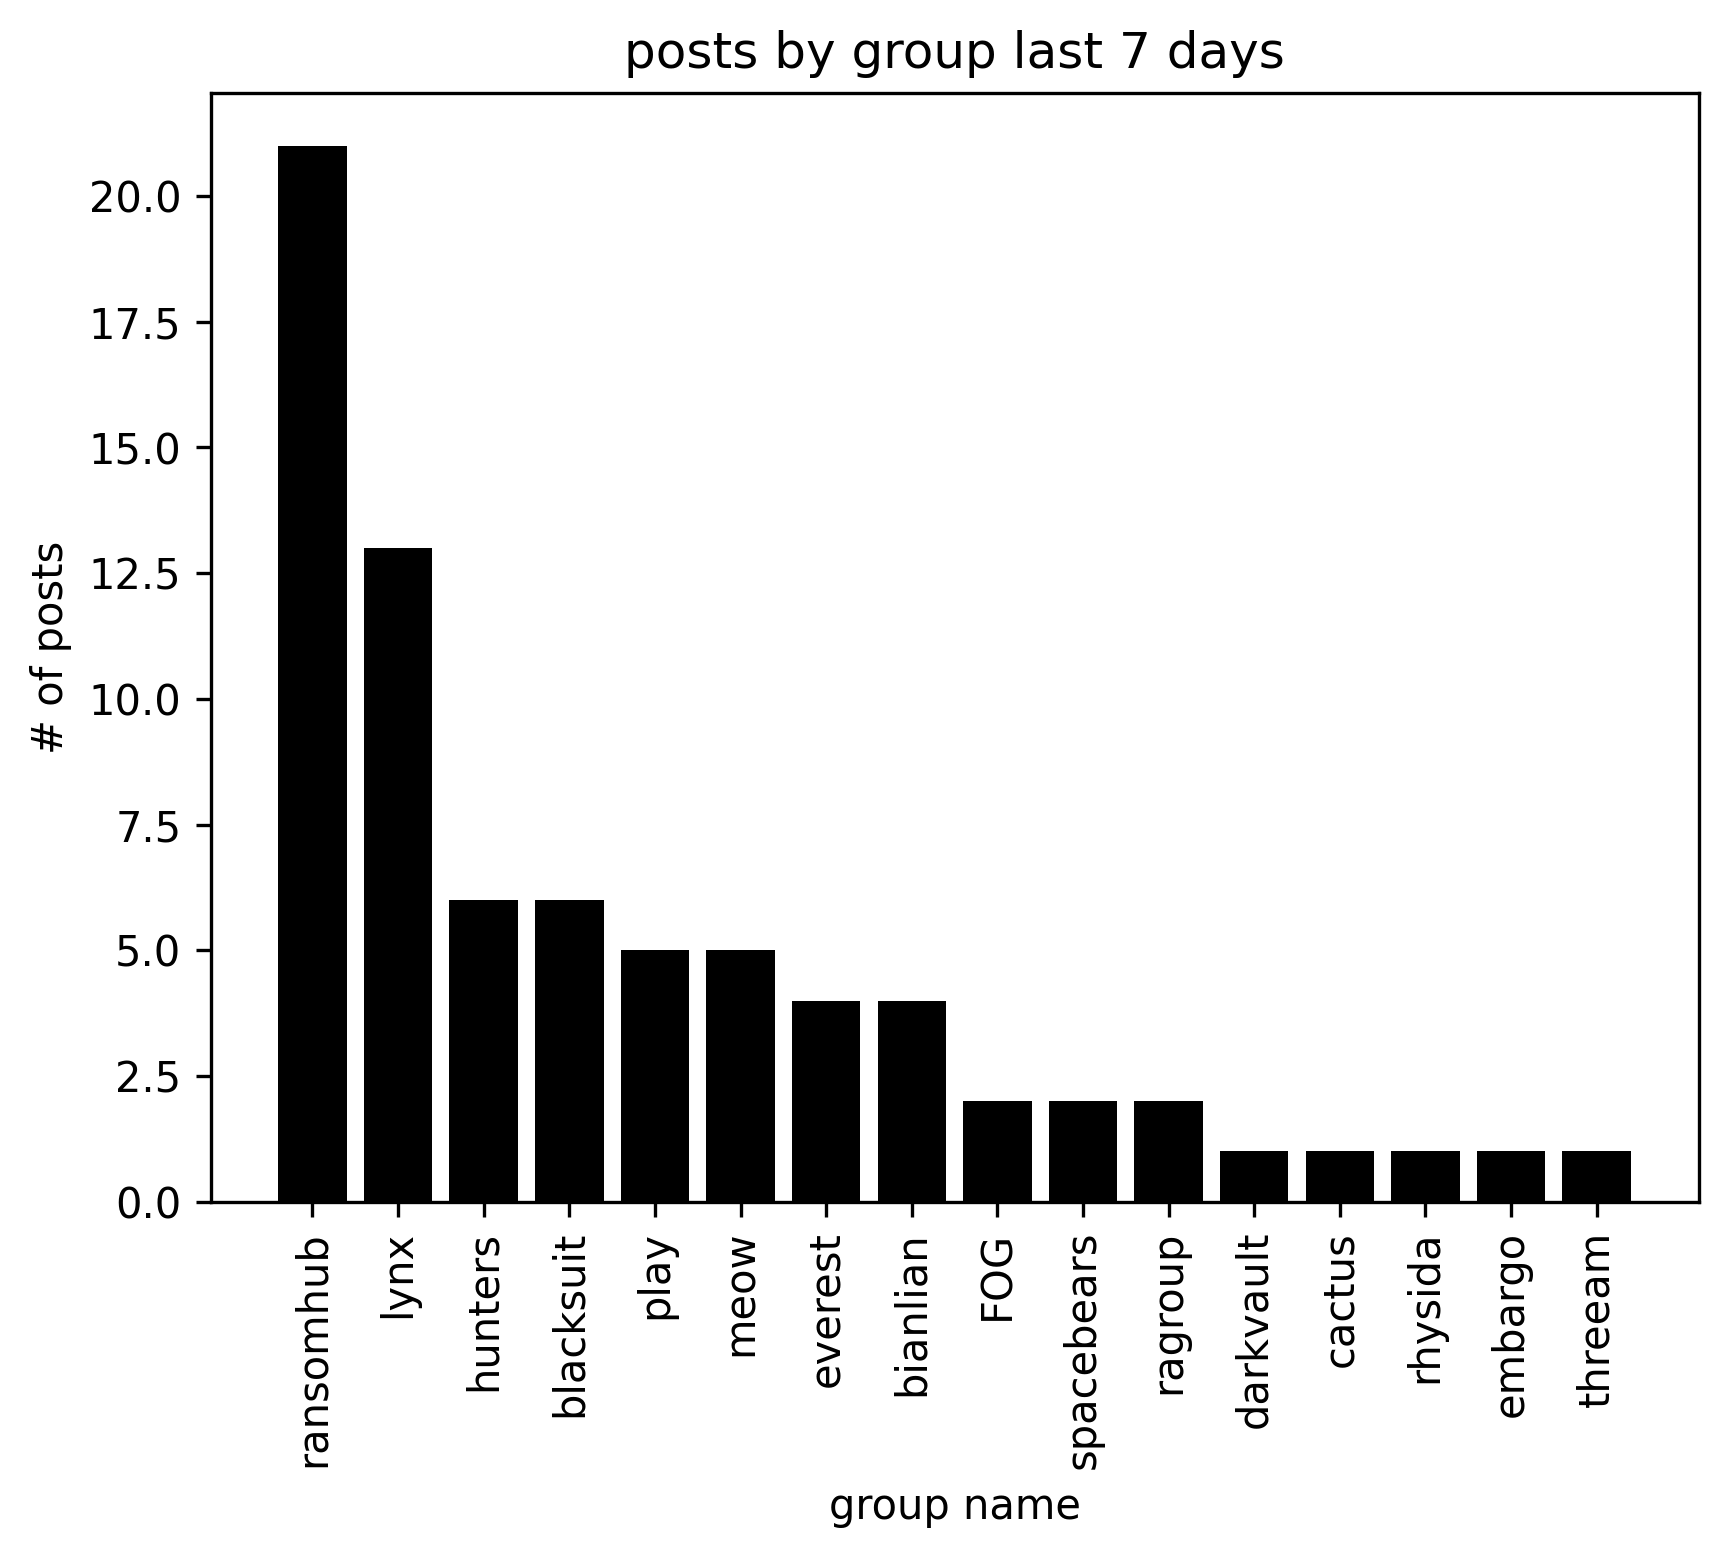 posts by group last 7 days
# of posts
20.0
17.5
15.0
12.5
10.0
7.5
5.0
2.5
0.0
ransomhub
lynx
hunters
blacksuit
play
meow
everest
bianlian
FOG
spacebears
ragroup
darkvault
cactus
rhysida
embargo
threeam
group name